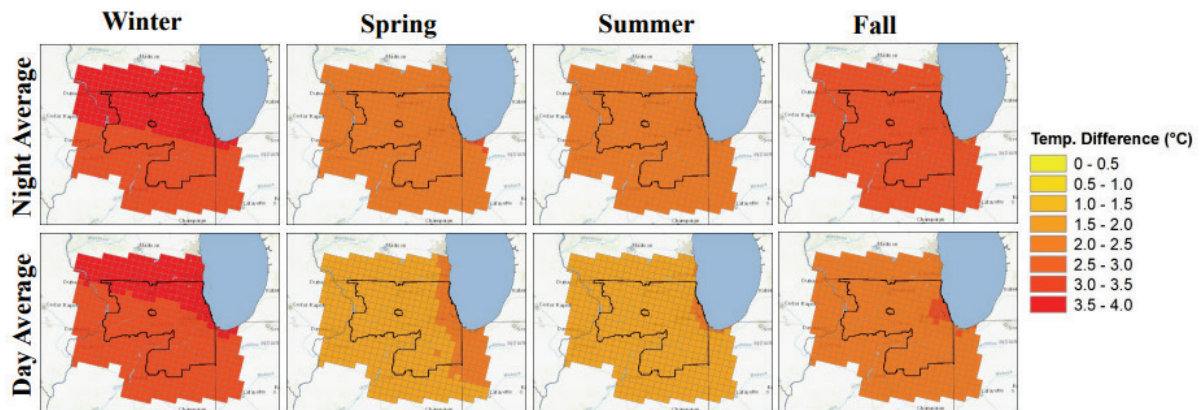 Winter
Spring
Summer
Fall
Night Average
Day Average
Temp. Difference (°C)
0 - 0.5
0.5 - 1.0
1.0 - 1.5
1.5 - 2.0
2.0 - 2.5
2.5 - 3.0
3.0 - 3.5
3.5 - 4.0